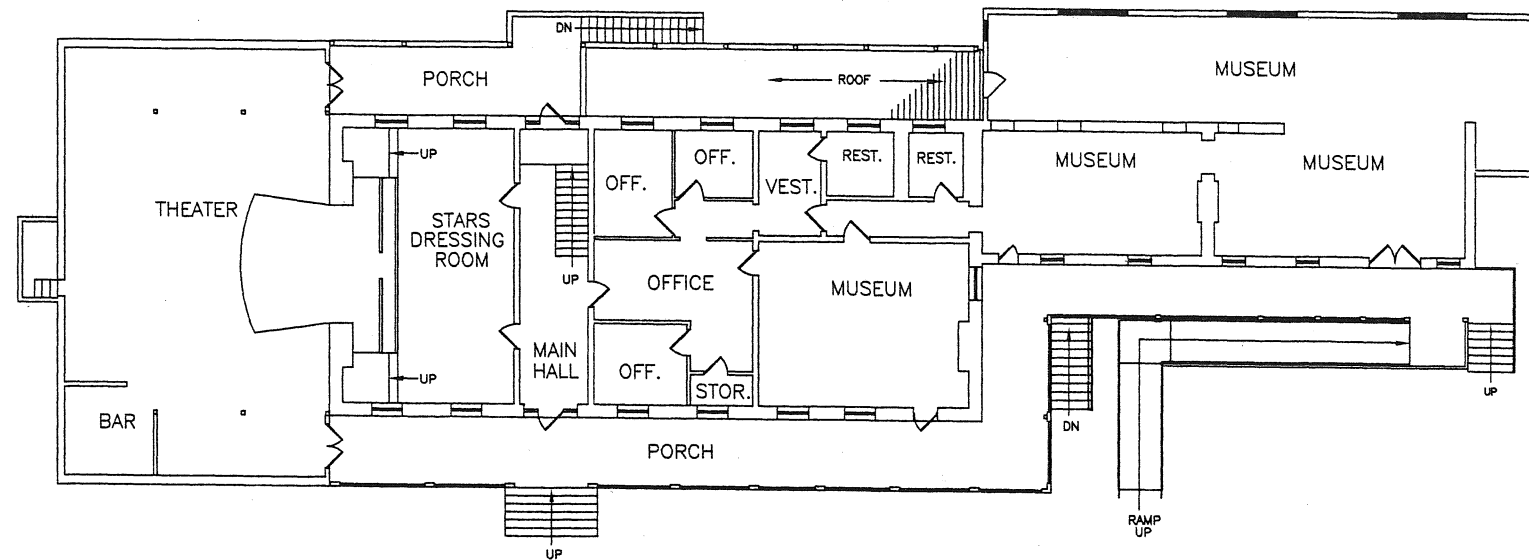 DN
PORCH
ROOF
MUSEUM
UP
OFF.
OFF.
VEST.
REST.
REST.
MUSEUM
MUSEUM
THEATER
STARS
DRESSING
ROOM
UP
OFFICE
MUSEUM
MAIN
HALL
UP
OFF.
STOR.
BAR
DN
UP
PORCH
RAMP
UP
UP